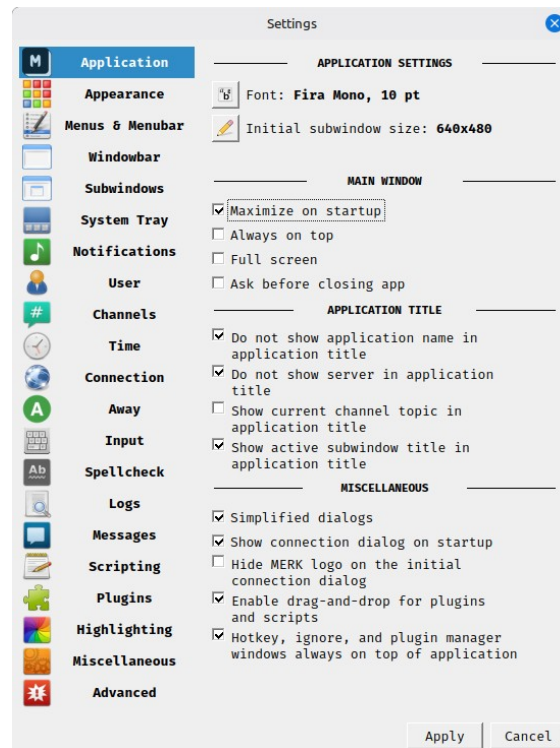 Settings
M
Application
Appearance
Menus & Menubar
Windowbar
Subwindows
System Tray
Notifications
User
#
Channels
Time
Connection
A
Away
Input
Ab
Spellcheck
Logs
Messages
Scripting
Plugins
Highlighting
Miscellaneous
Advanced
APPLICATION SETTINGS
"b"
Font: Fira Mono, 10 pt
Initial subwindow size: 640x480
MAIN WINDOW
Maximize on startup
Always on top
Full screen
Ask before closing app
APPLICATION TITLE
Do not show application name in
application title
Do not show server in application
title
Show current channel topic in
application title
Show active subwindow title in
application title
MISCELLANEOUS
Simplified dialogs
Show connection dialog on startup
Hide MERK logo on the initial
connection dialog
Enable drag-and-drop for plugins
and scripts
Hotkey, ignore, and plugin manager
windows always on top of application
Apply
Cancel